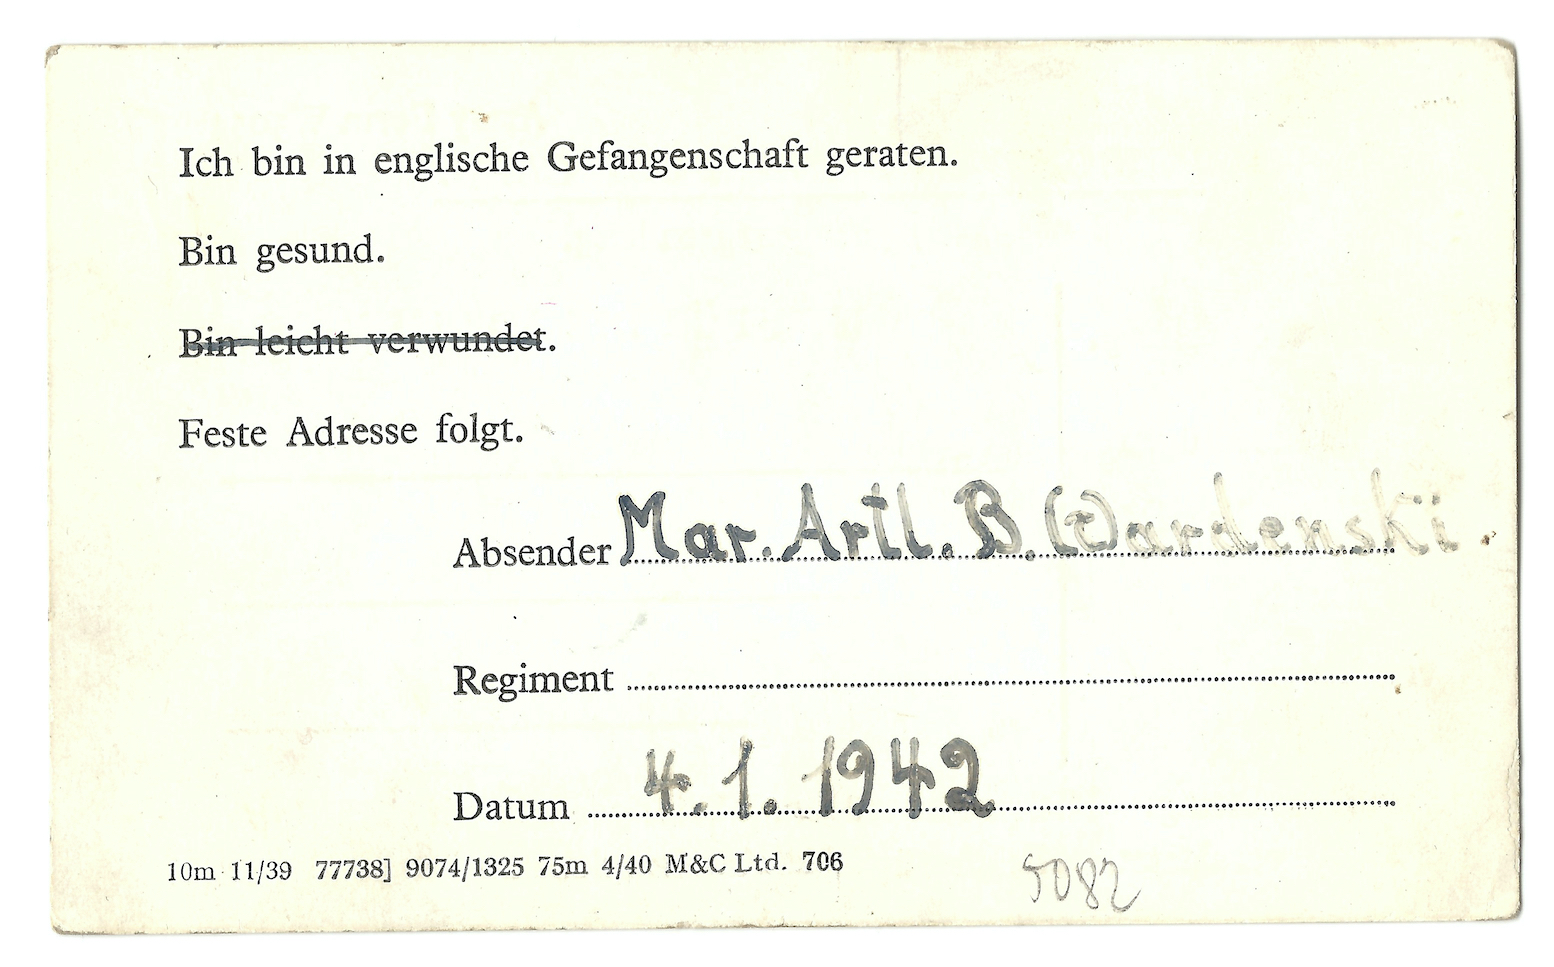 Ich bin in englische Gefangenschaft geraten.
Bin gesund.
Bin leicht verwundet.
Feste Adresse folgt.
Absender Mar. Artl. B.
Regiment
Datum 4. 1. 1942
10m 11/39 77738] 9074/1325 75m 4/40 M&C Ltd. 706
5082